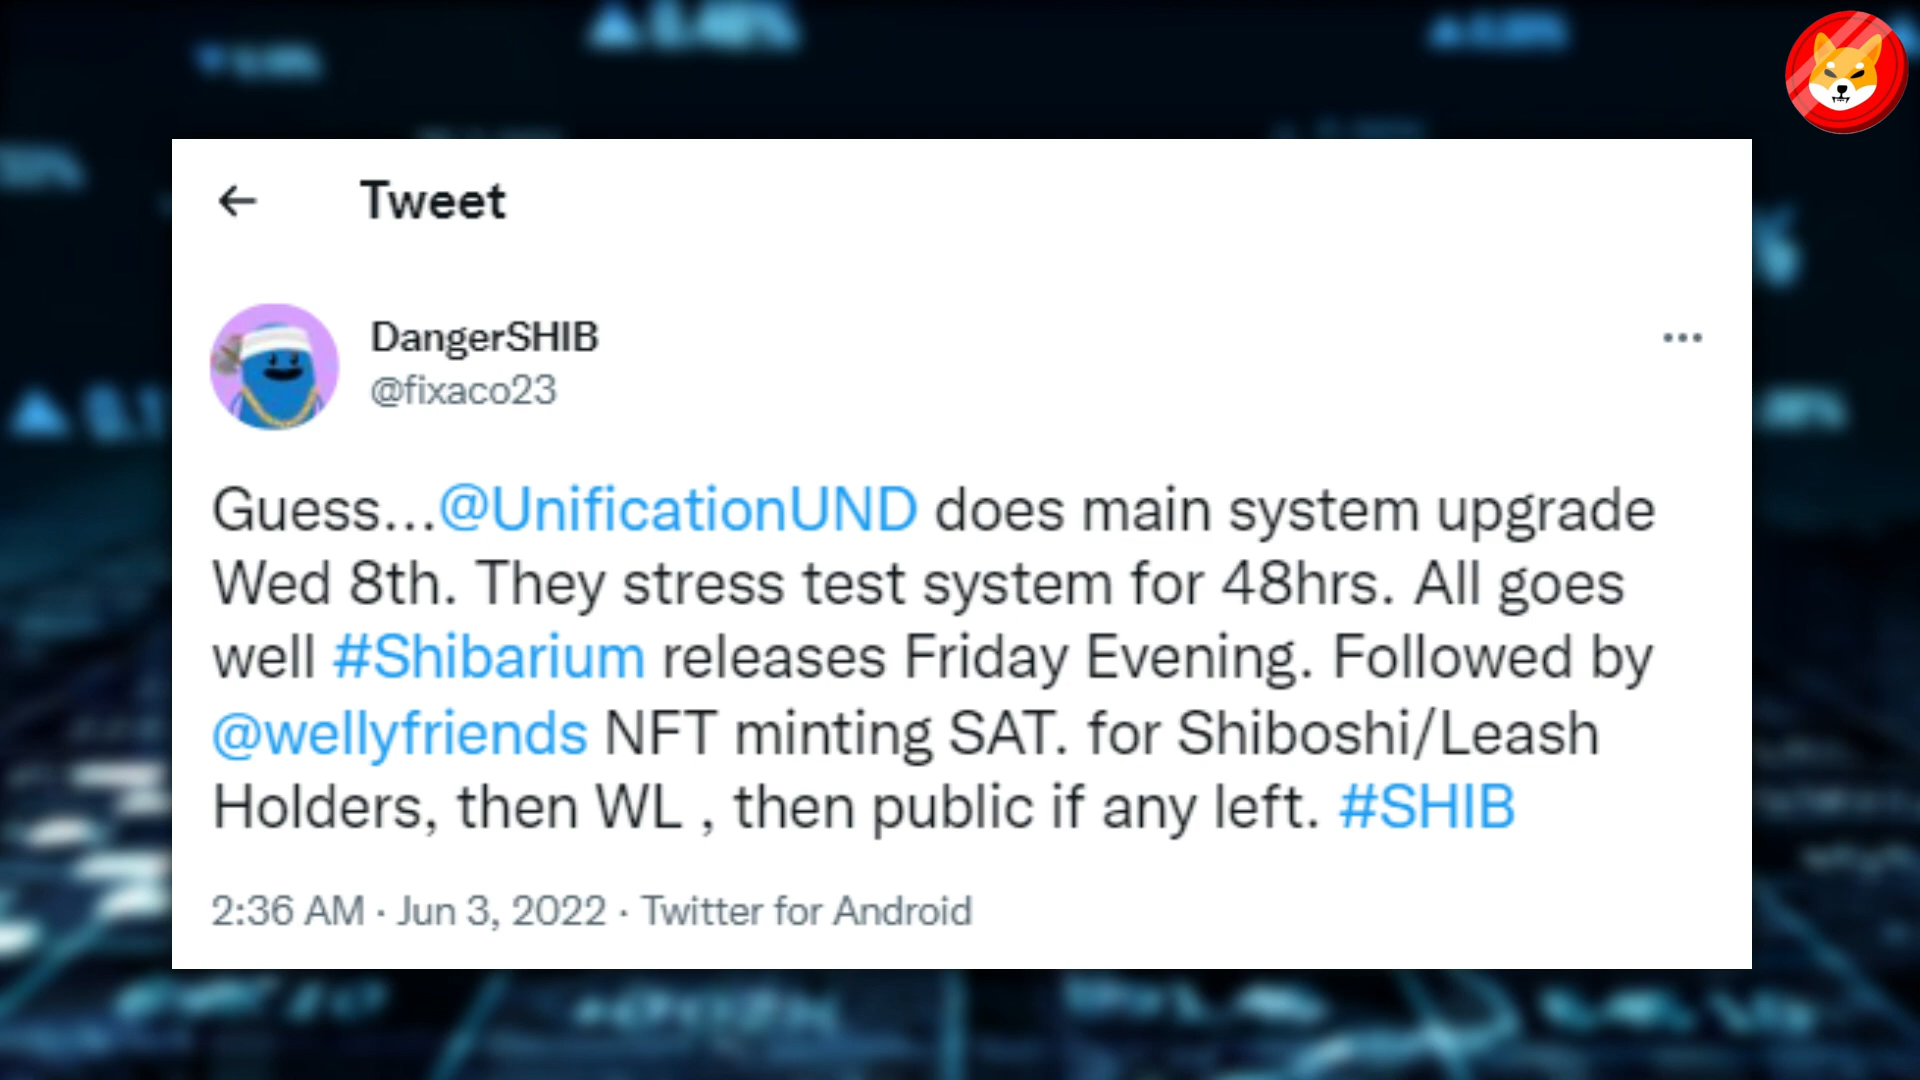 Tweet
DangerSHIB
@fixaco23
Guess...@UnificationUND does main system upgrade
Wed 8th. They stress test system for 48hrs. All goes
well #Shibarium releases Friday Evening. Followed by
@wellyfriends NFT minting SAT. for Shiboshi/Leash
Holders, then WL , then public if any left. #SHIB
2:36 AM · Jun 3, 2022 · Twitter for Android